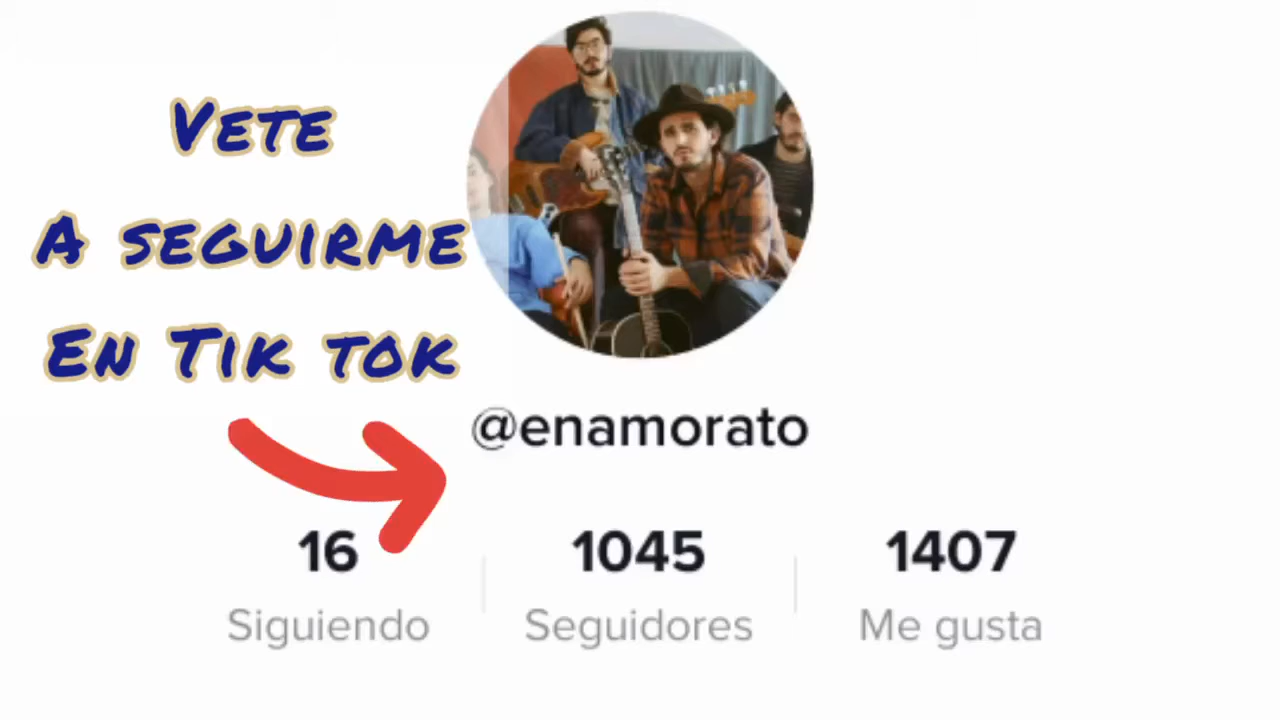 Vete
A seguirme
En Tik tok
@enamorato
16
1045
1407
Siguiendo
Seguidores
Me gusta